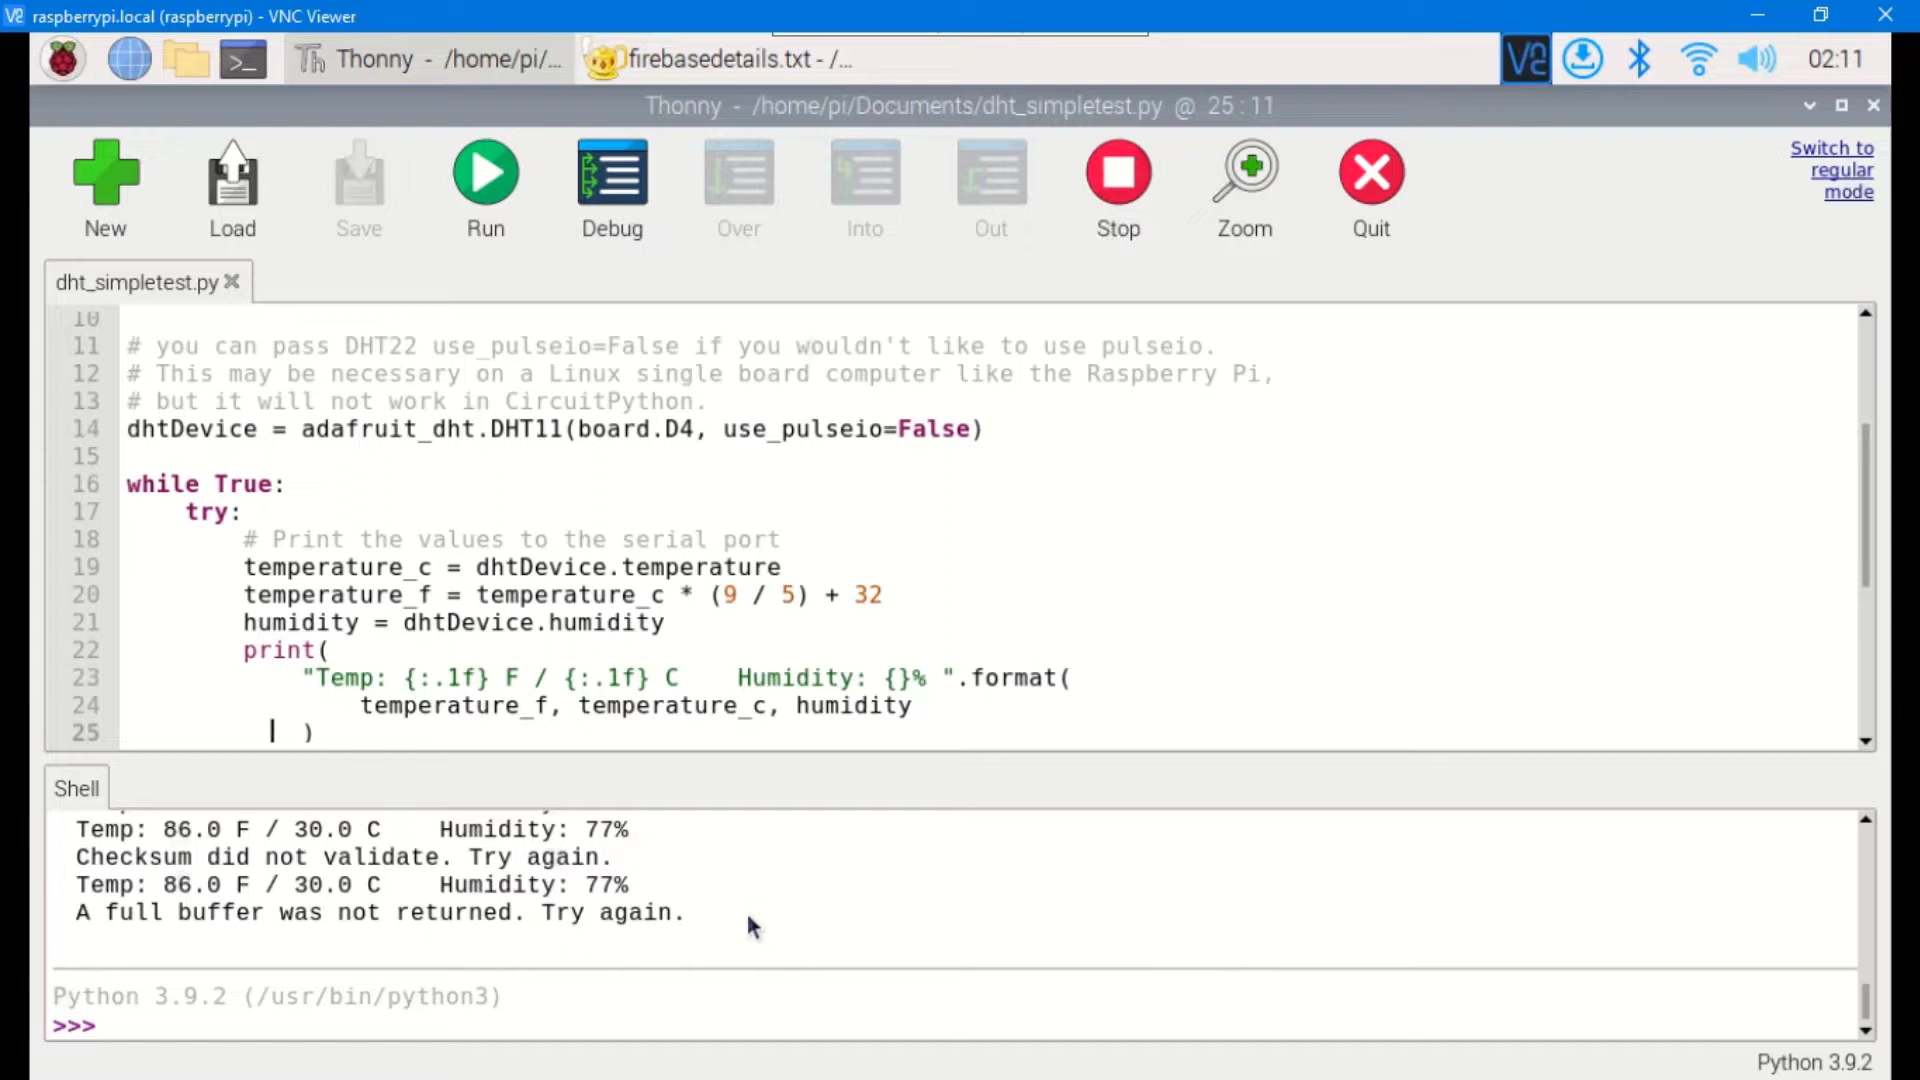 raspberrypi.local (raspberrypi) - VNC Viewer
Thonny - /home/pi/...
firebasedetails.txt - /...
02:11
Thonny - /home/pi/Documents/dht_simpletest.py @ 25:11
New Load Save Run Debug Over Into Out Stop Zoom Quit
Switch to
regular
mode
dht_simpletest.py
10
11 # you can pass DHT22 use_pulseio=False if you wouldn't like to use pulseio.
12 # This may be necessary on a Linux single board computer like the Raspberry Pi,
13 # but it will not work in CircuitPython.
14 dhtDevice = adafruit_dht.DHT11(board.D4, use_pulseio=False)
15
16 while True:
17     try:
18         # Print the values to the serial port
19         temperature_c = dhtDevice.temperature
20         temperature_f = temperature_c * (9 / 5) + 32
21         humidity = dhtDevice.humidity
22         print(
23             "Temp: {:.1f} F / {:.1f} C    Humidity: {}% ".format(
24                 temperature_f, temperature_c, humidity
25             )
Shell
Temp: 86.0 F / 30.0 C    Humidity: 77%
Checksum did not validate. Try again.
Temp: 86.0 F / 30.0 C    Humidity: 77%
A full buffer was not returned. Try again.
Python 3.9.2 (/usr/bin/python3)
>>>
Python 3.9.2